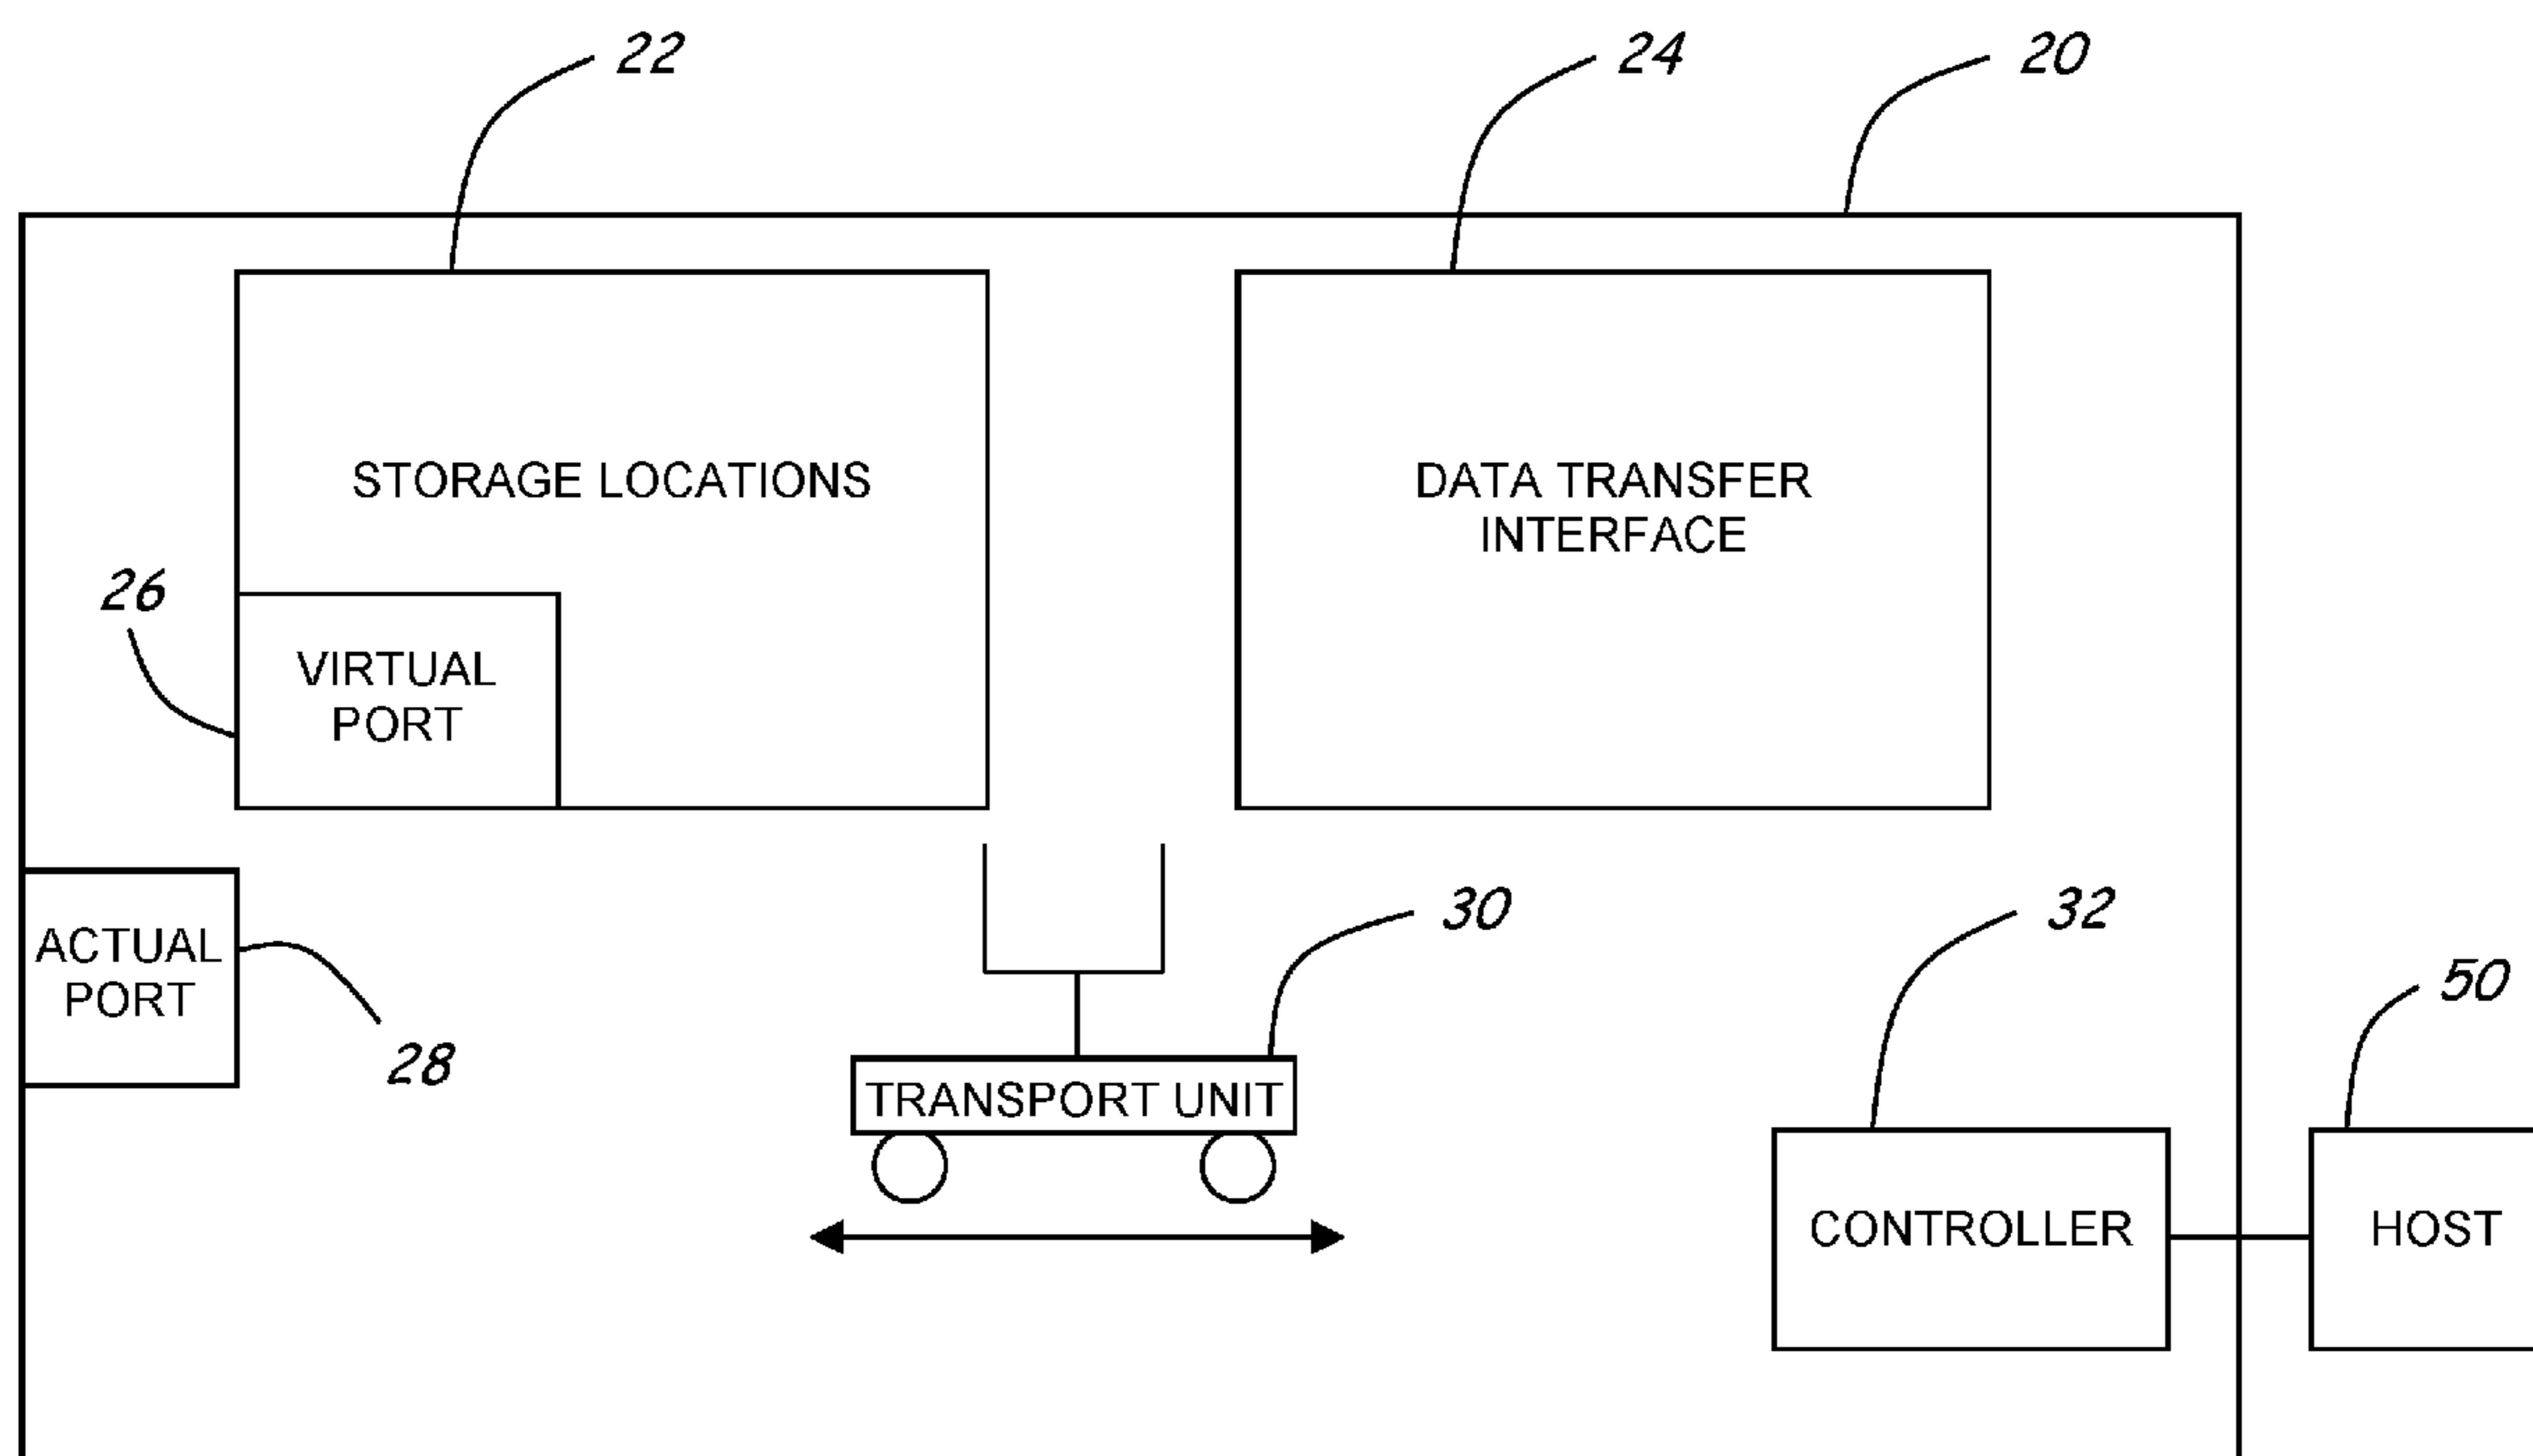 22
24
20
STORAGE LOCATIONS
DATA TRANSFER
INTERFACE
26
VIRTUAL
PORT
ACTUAL
PORT
28
30
32
50
TRANSPORT UNIT
CONTROLLER
HOST